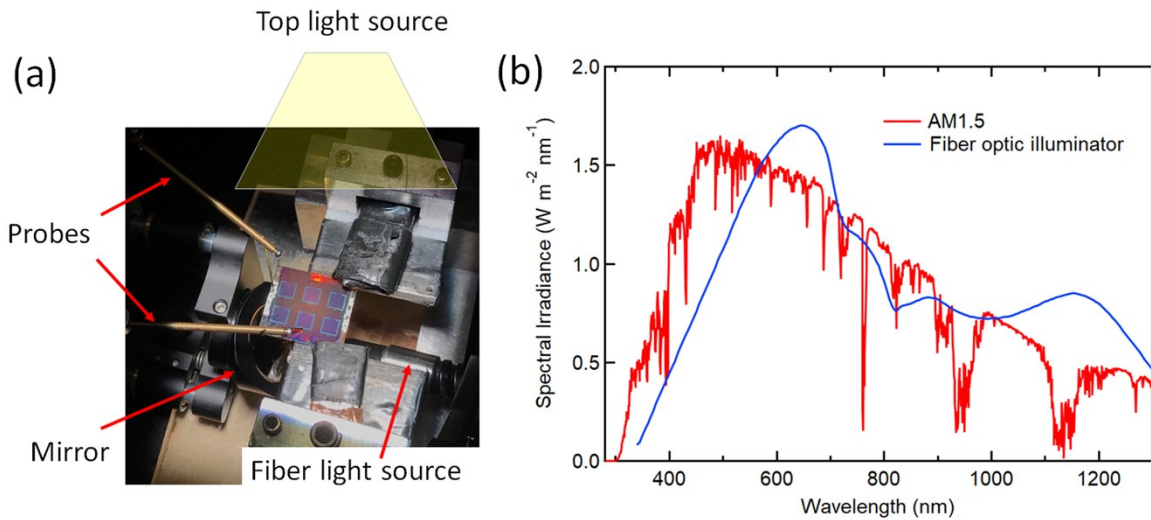 Top light source
(a)
Probes
Mirror
Fiber light source
(b)
2.0
1.5
1.0
0.5
0.0
Spectral Irradiance (W m⁻² nm⁻¹)
AM1.5
Fiber optic illuminator
400 600 800 1000 1200
Wavelength (nm)